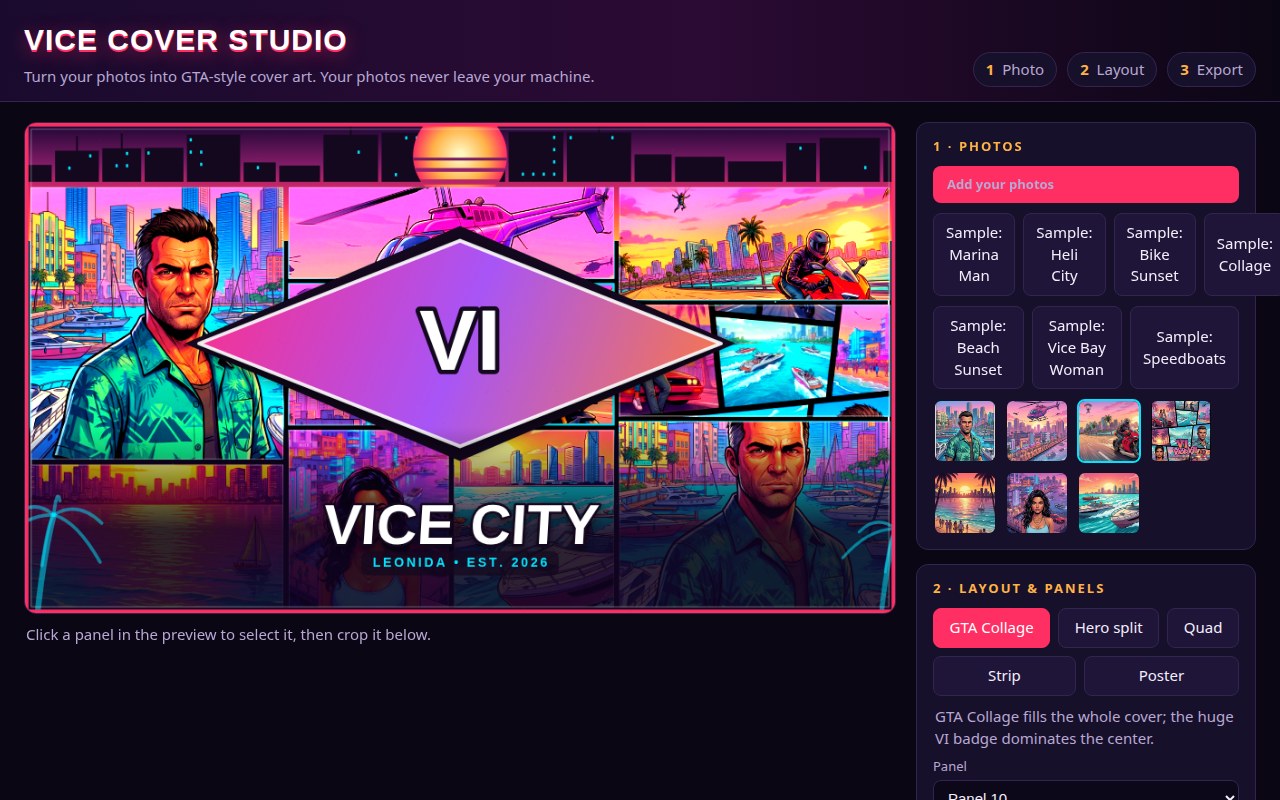 VICE COVER STUDIO
Turn your photos into GTA-style cover art. Your photos never leave your machine.
1 Photo
2 Layout
3 Export
VI
VICE CITY
LEONIDA • EST. 2026
Click a panel in the preview to select it, then crop it below.
1 · PHOTOS
Add your photos
Sample:
Marina
Man
Sample:
Heli
City
Sample:
Bike
Sunset
Sample:
Collage
Sample:
Beach
Sunset
Sample:
Vice Bay
Woman
Sample:
Speedboats
2 · LAYOUT & PANELS
GTA Collage
Hero split
Quad
Strip
Poster
GTA Collage fills the whole cover; the huge
VI badge dominates the center.
Panel
Panel 10